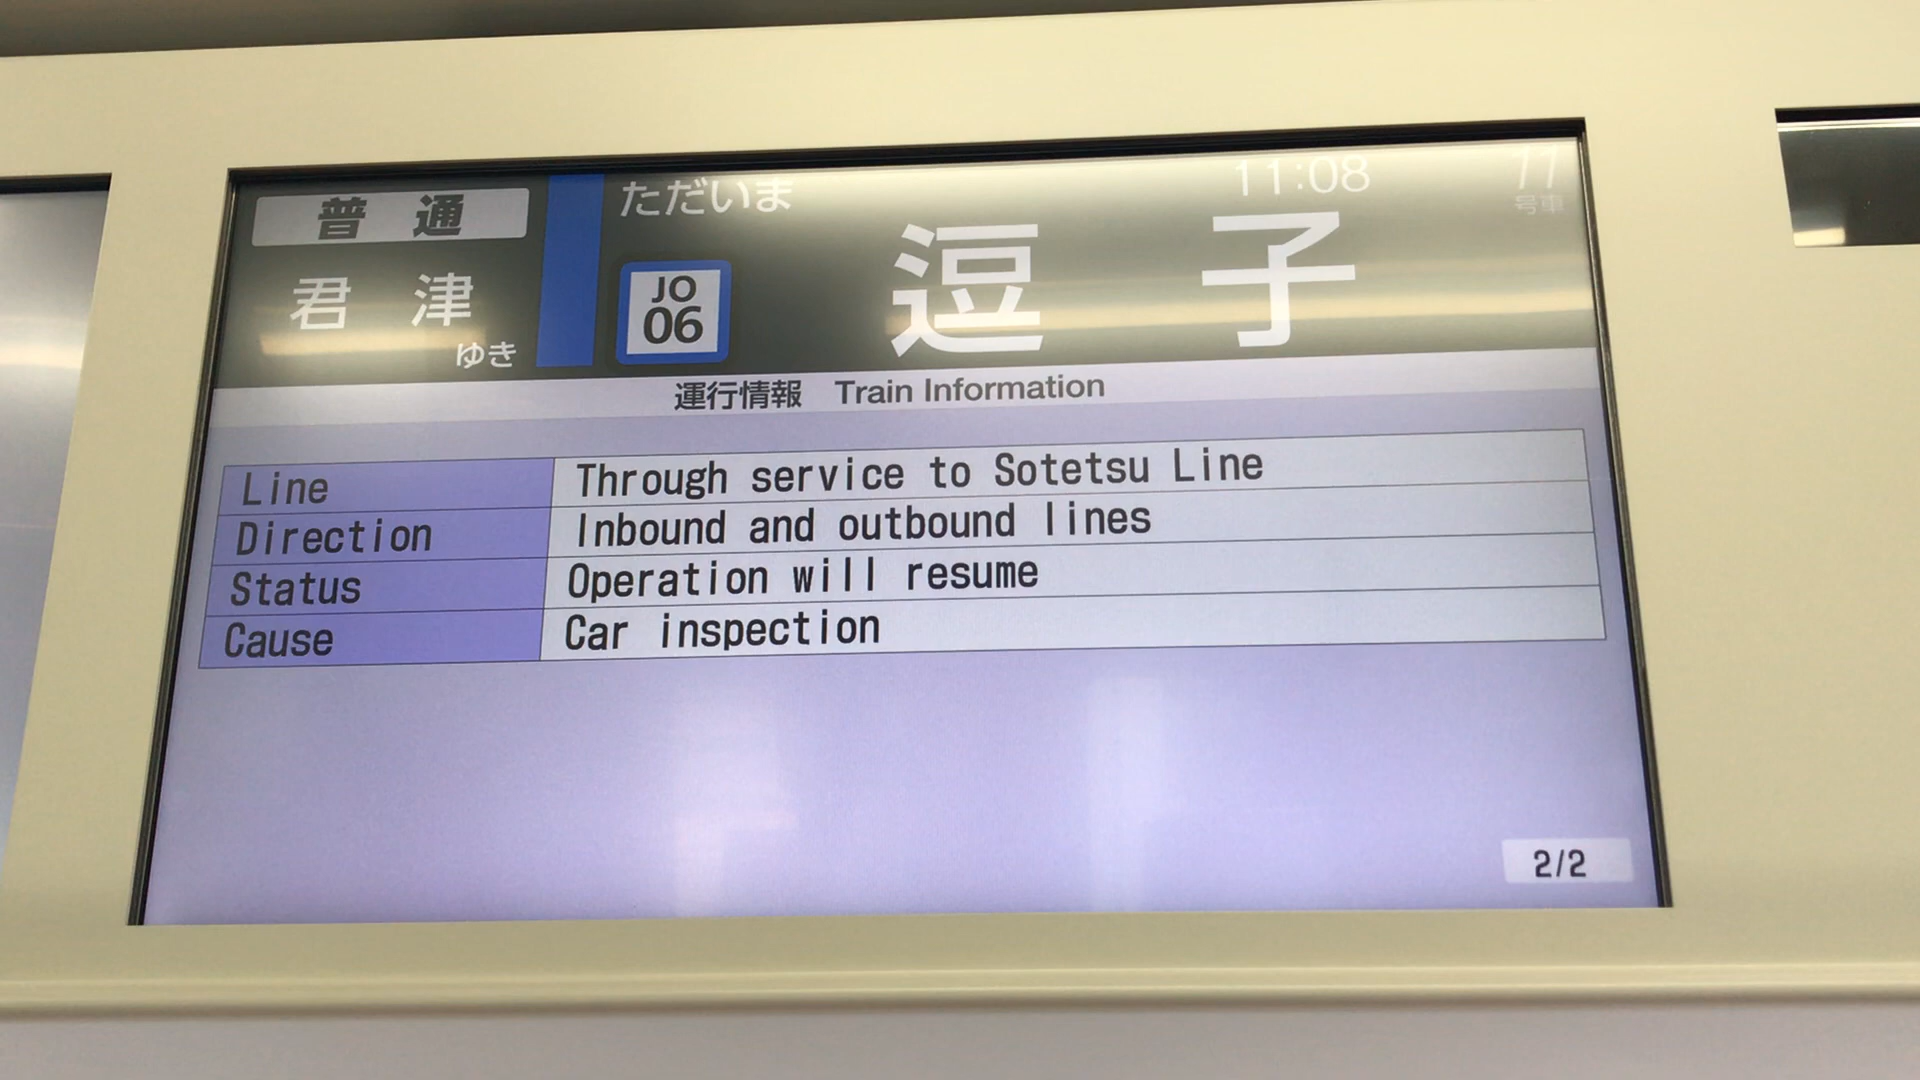 普通
君津
ゆき
ただいま
JO
06
逗子
11:08
11
号車
運行情報 Train Information
Line Through service to Sotetsu Line
Direction Inbound and outbound lines
Status Operation will resume
Cause Car inspection
2/2